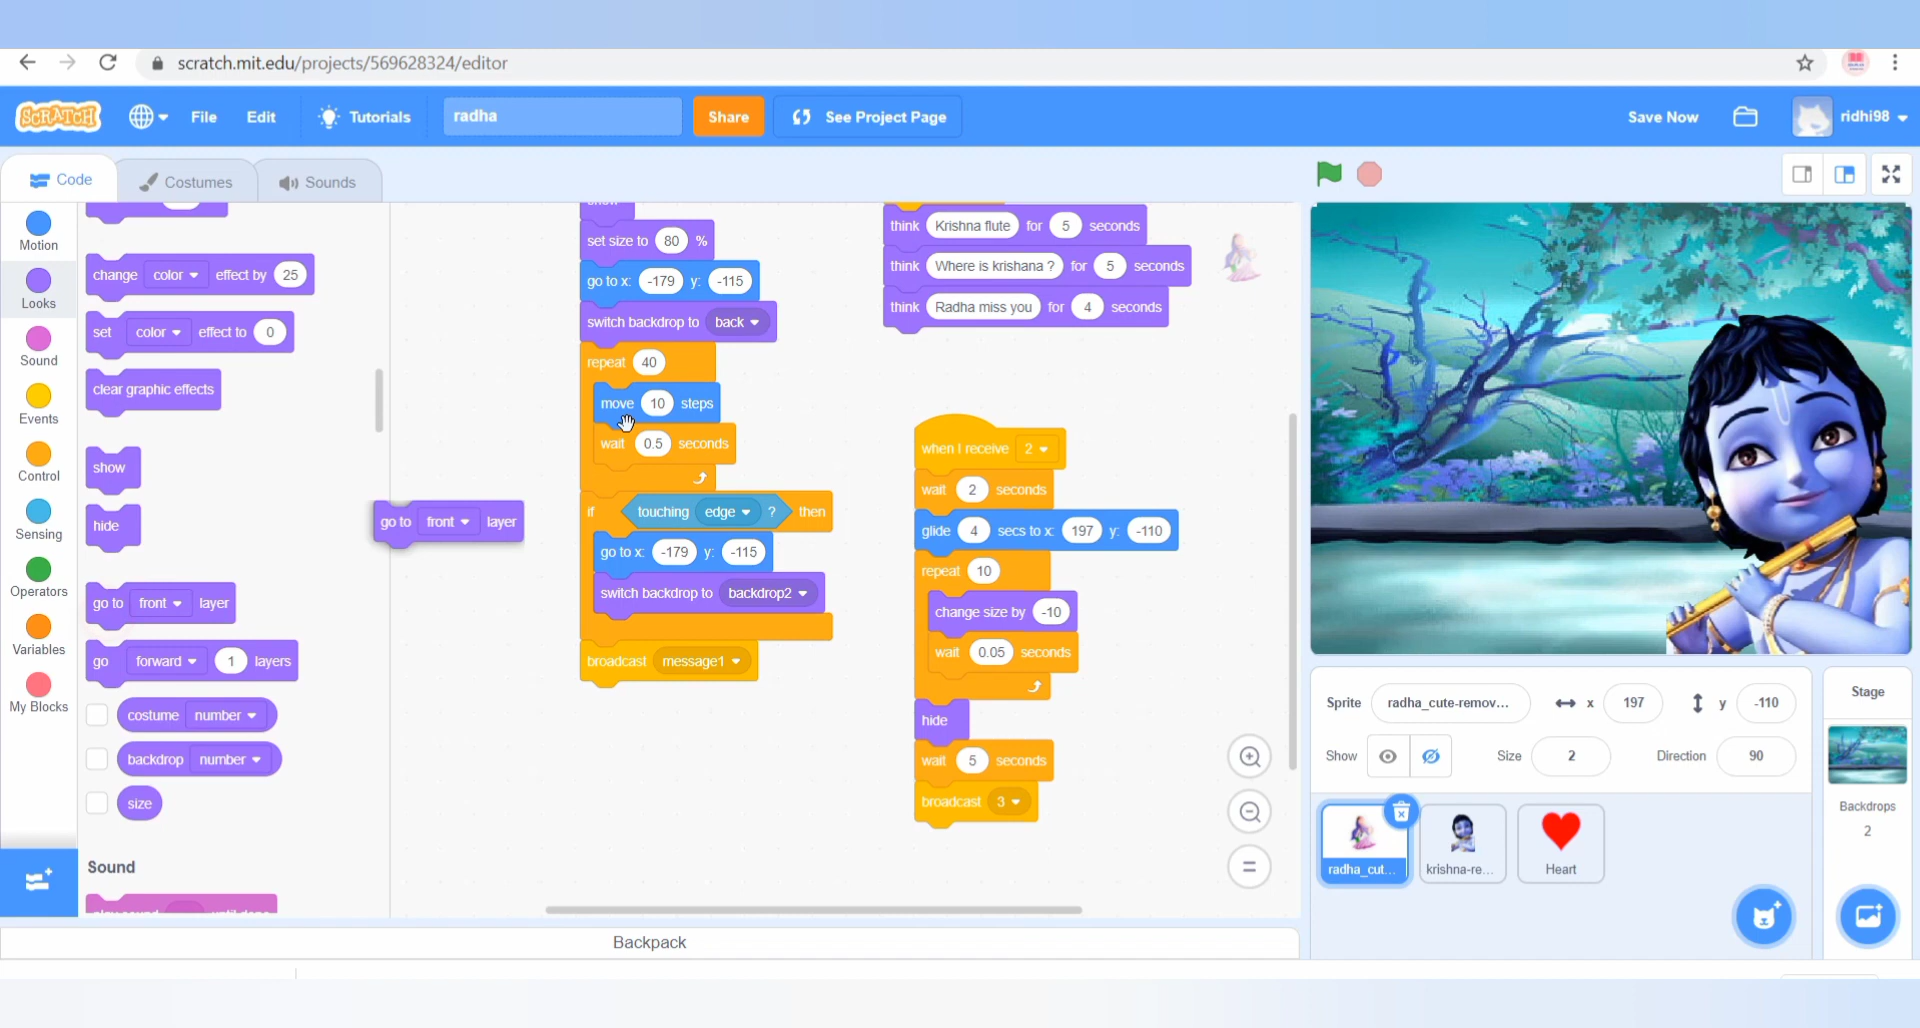 scratch.mit.edu/projects/569628324/editor
SCRATCH File Edit Tutorials radha Share See Project Page Save Now ridhi98
Code Costumes Sounds
Motion
Looks
Sound
Events
Control
Sensing
Operators
Variables
My Blocks
change color effect by 25
set color effect to 0
clear graphic effects
show
hide
go to front layer
go forward 1 layers
costume number
backdrop number
size
Sound
go to front layer
set size to 80 %
go to x: -179 y: -115
switch backdrop to back
repeat 40
move 10 steps
wait 0.5 seconds
if touching edge ? then
go to x: -179 y: -115
switch backdrop to backdrop2
broadcast message1
think Krishna flute for 5 seconds
think Where is krishana ? for 5 seconds
think Radha miss you for 4 seconds
when I receive 2
wait 2 seconds
glide 4 secs to x: 197 y: -110
repeat 10
change size by -10
wait 0.05 seconds
hide
wait 5 seconds
broadcast 3
Backpack
Sprite radha_cute-remov... x 197 y -110
Show Size 2 Direction 90
radha_cut... krishna-re... Heart
Stage
Backdrops
2